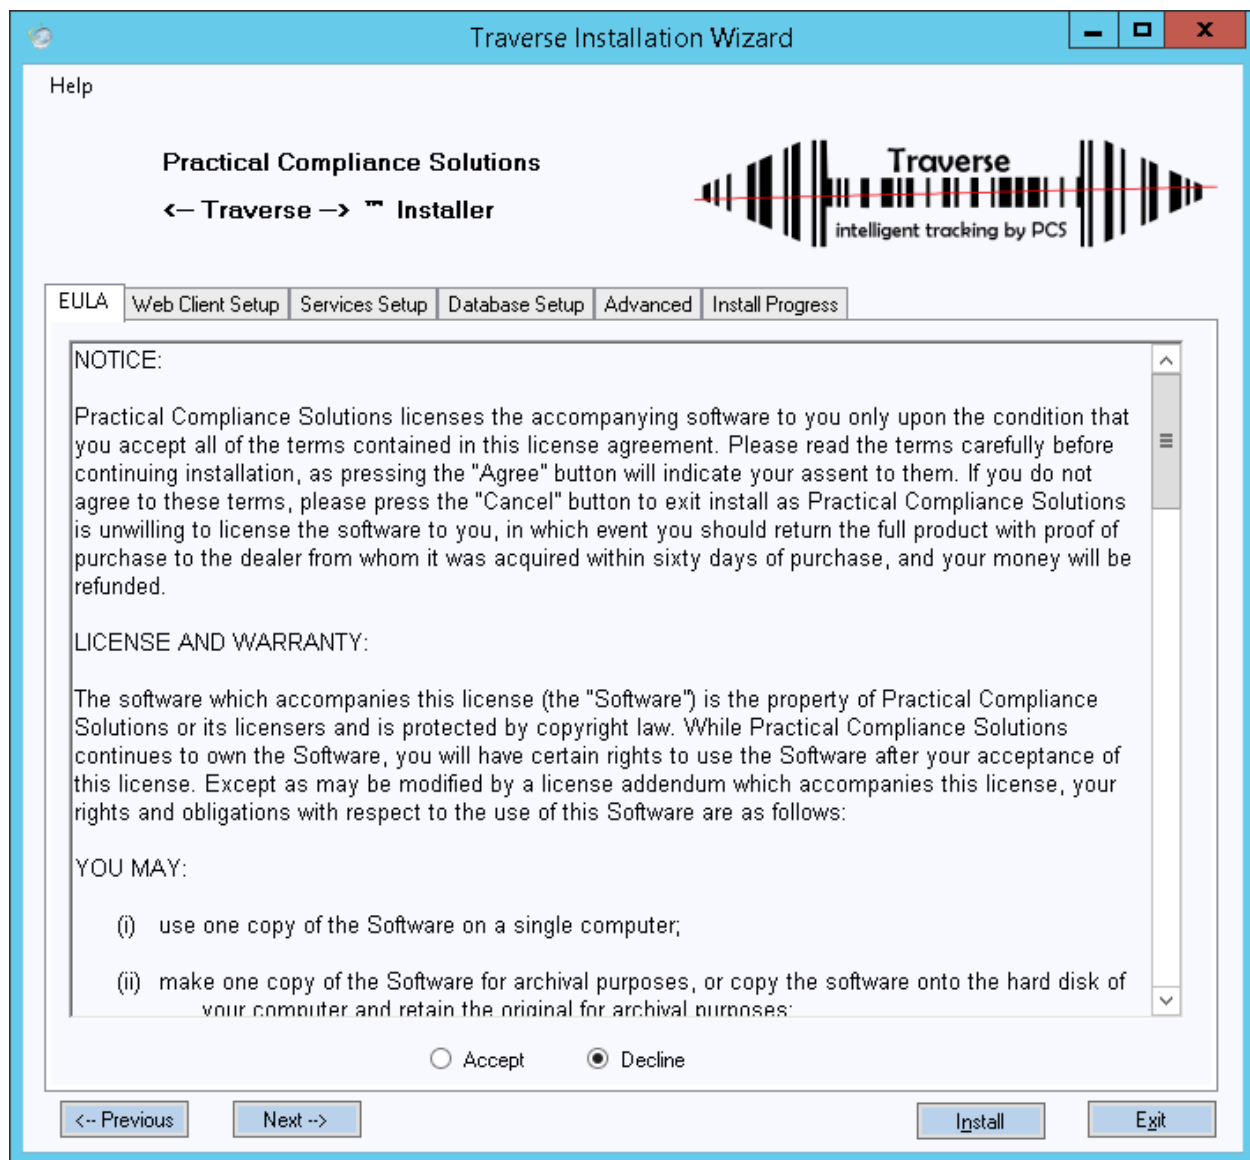 Traverse Installation Wizard
Help
Practical Compliance Solutions
<-- Traverse --> ™ Installer
Traverse
intelligent tracking by PCS
EULA
Web Client Setup
Services Setup
Database Setup
Advanced
Install Progress
NOTICE:
Practical Compliance Solutions licenses the accompanying software to you only upon the condition that
you accept all of the terms contained in this license agreement. Please read the terms carefully before
continuing installation, as pressing the "Agree" button will indicate your assent to them. If you do not
agree to these terms, please press the "Cancel" button to exit install as Practical Compliance Solutions
is unwilling to license the software to you, in which event you should return the full product with proof of
purchase to the dealer from whom it was acquired within sixty days of purchase, and your money will be
refunded.
LICENSE AND WARRANTY:
The software which accompanies this license (the "Software") is the property of Practical Compliance
Solutions or its licensers and is protected by copyright law. While Practical Compliance Solutions
continues to own the Software, you will have certain rights to use the Software after your acceptance of
this license. Except as may be modified by a license addendum which accompanies this license, your
rights and obligations with respect to the use of this Software are as follows:
YOU MAY:
(i) use one copy of the Software on a single computer;
(ii) make one copy of the Software for archival purposes, or copy the software onto the hard disk of
your computer and retain the original for archival purposes;
Accept
Decline
<-- Previous
Next -->
Install
Exit